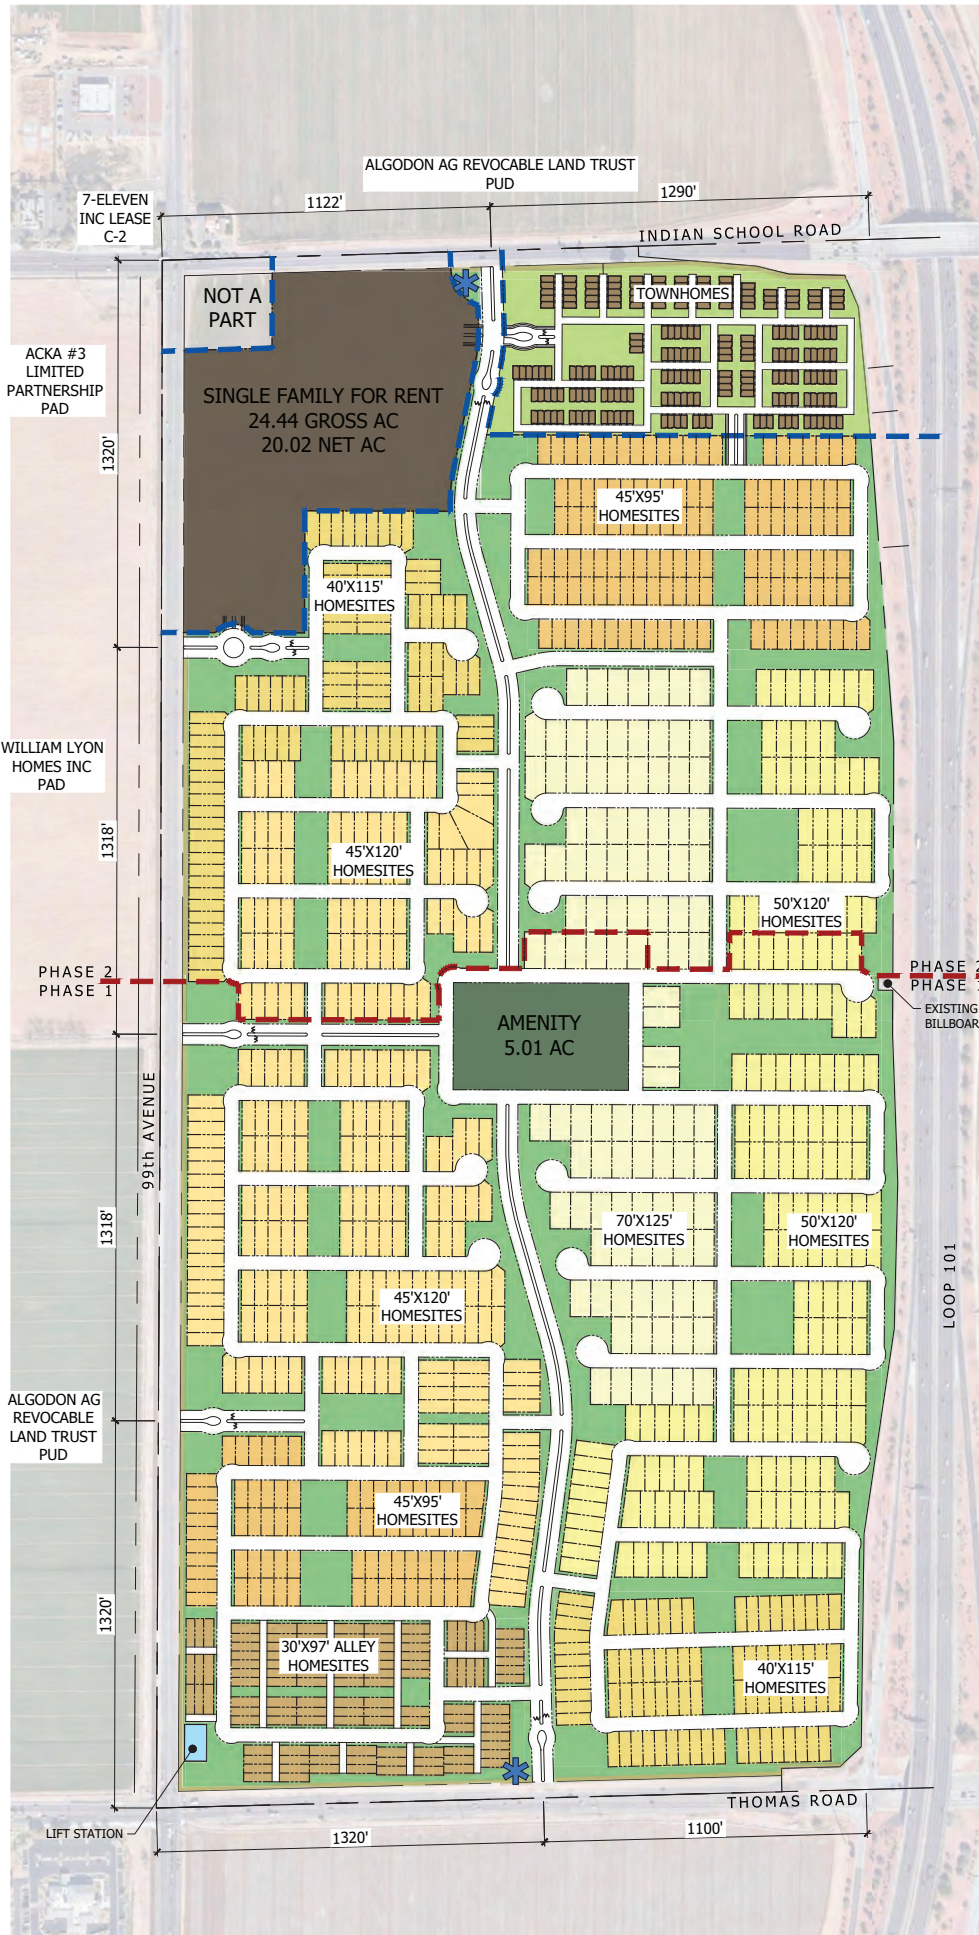 ALGODON AG REVOCABLE LAND TRUST
PUD
7-ELEVEN
INC LEASE
C-2
1122'
1290'
INDIAN SCHOOL ROAD
NOT A
PART
TOWNHOMES
ACKA #3
LIMITED
PARTNERSHIP
PAD
SINGLE FAMILY FOR RENT
24.44 GROSS AC
20.02 NET AC
1320'
45'X95'
HOMESITES
40'X115'
HOMESITES
WILLIAM LYON
HOMES INC
PAD
1318'
45'X120'
HOMESITES
50'X120'
HOMESITES
PHASE 2
PHASE 1
PHASE 2
PHASE
EXISTING
BILLBOAR
AMENITY
5.01 AC
99th AVENUE
1318'
70'X125'
HOMESITES
50'X120'
HOMESITES
LOOP 101
45'X120'
HOMESITES
ALGODON AG
REVOCABLE
LAND TRUST
PUD
45'X95'
HOMESITES
1320'
30'X97' ALLEY
HOMESITES
40'X115'
HOMESITES
THOMAS ROAD
LIFT STATION
1320'
1100'